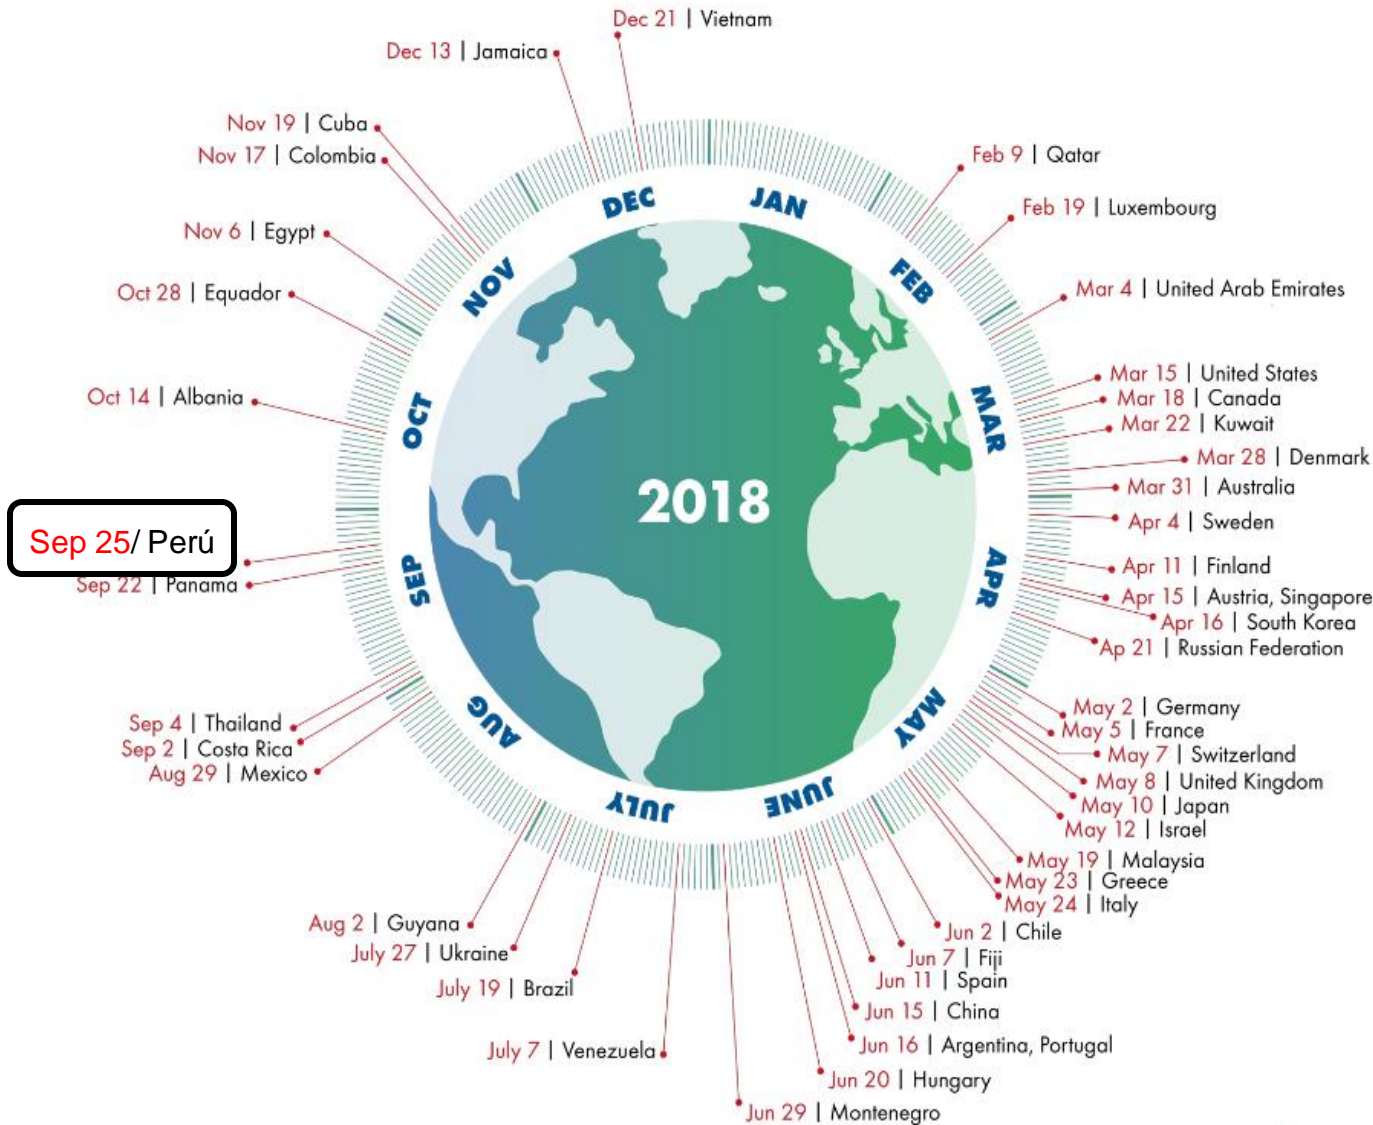 Dec 21 | Vietnam
Dec 13 | Jamaica
Nov 19 | Cuba
Nov 17 | Colombia
Nov 6 | Egypt
Oct 28 | Equador
Oct 14 | Albania
Sep 25/ Perú
Sep 22 | Panama
Sep 4 | Thailand
Sep 2 | Costa Rica
Aug 29 | Mexico
Aug 2 | Guyana
July 27 | Ukraine
July 19 | Brazil
July 7 | Venezuela
Feb 9 | Qatar
Feb 19 | Luxembourg
Mar 4 | United Arab Emirates
Mar 15 | United States
Mar 18 | Canada
Mar 22 | Kuwait
Mar 28 | Denmark
Mar 31 | Australia
Apr 4 | Sweden
Apr 11 | Finland
Apr 15 | Austria, Singapore
Apr 16 | South Korea
Ap 21 | Russian Federation
May 2 | Germany
May 5 | France
May 7 | Switzerland
May 8 | United Kingdom
May 10 | Japan
May 12 | Israel
May 19 | Malaysia
May 23 | Greece
May 24 | Italy
Jun 2 | Chile
Jun 7 | Fiji
Jun 11 | Spain
Jun 15 | China
Jun 16 | Argentina, Portugal
Jun 20 | Hungary
Jun 29 | Montenegro
JAN
FEB
MAR
APR
MAY
JUNE
JULY
AUG
SEP
OCT
NOV
DEC
2018